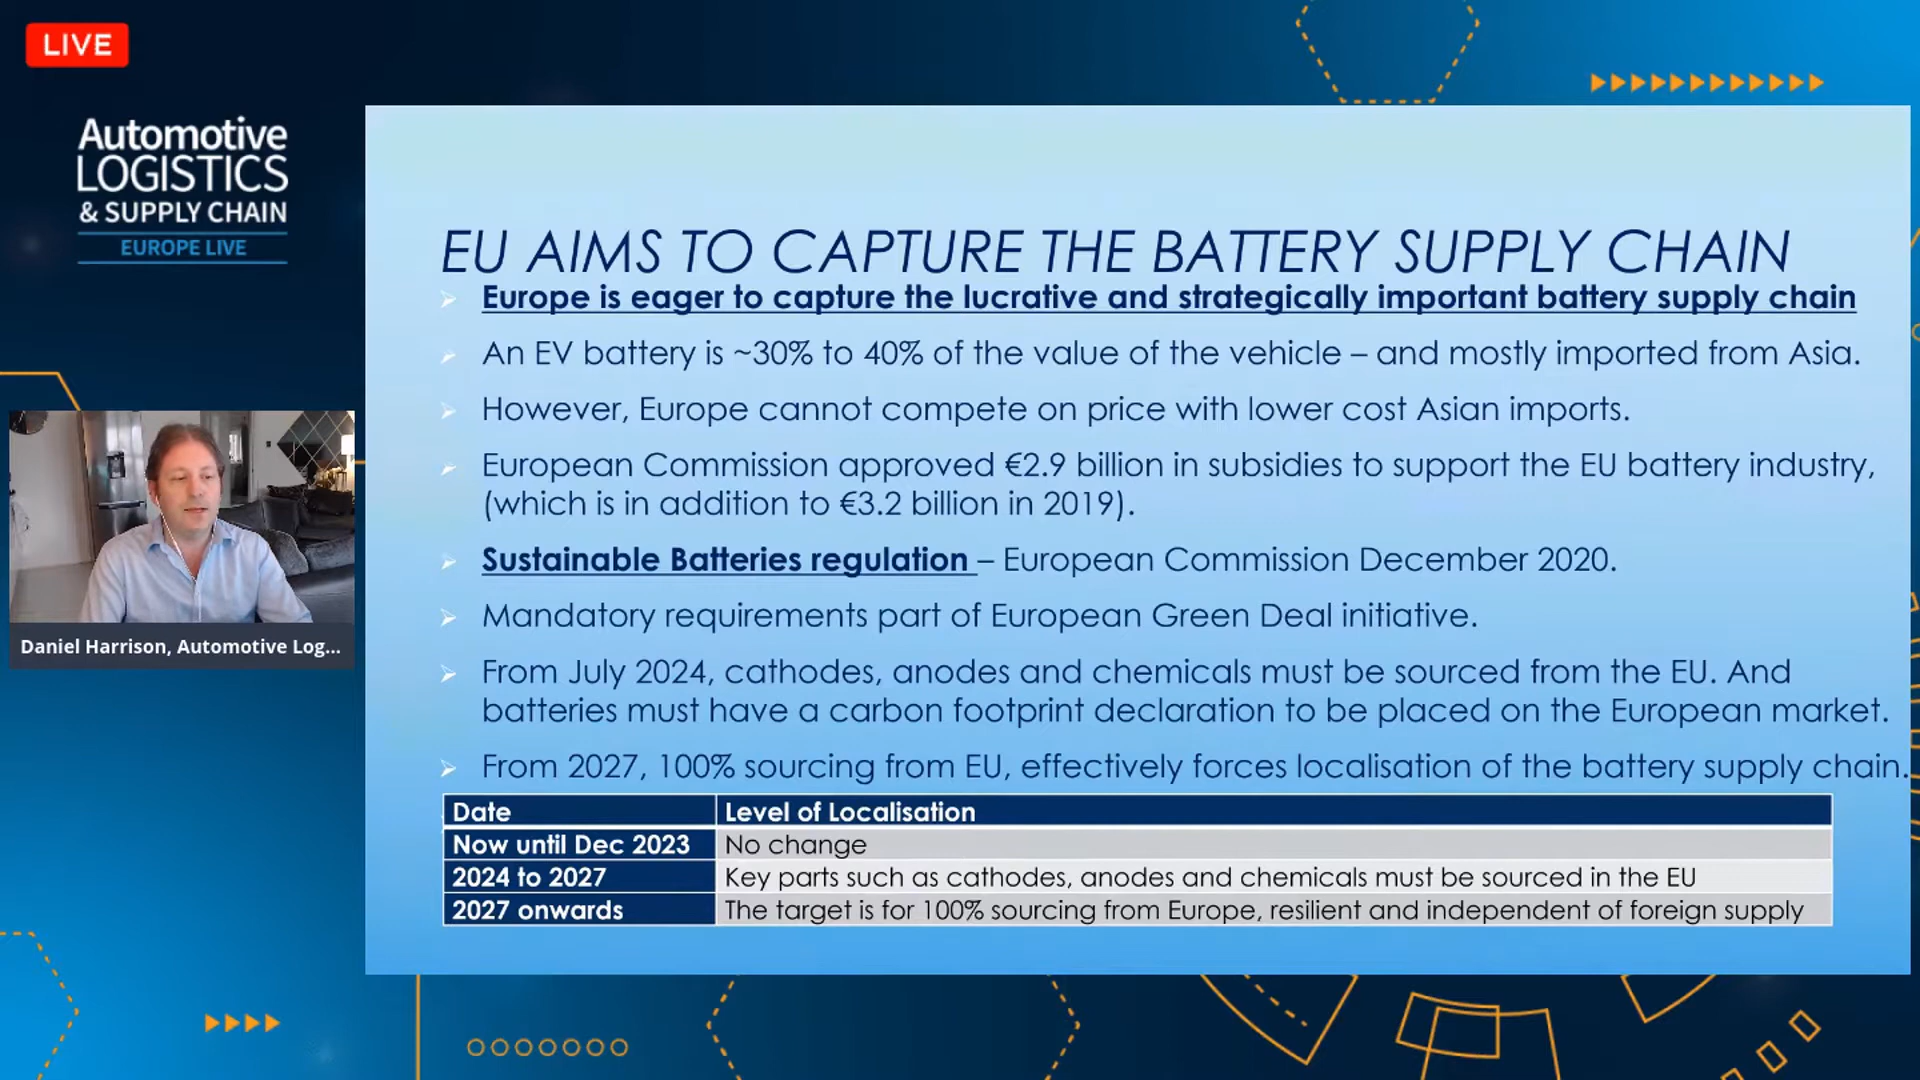 LIVE
Automotive
LOGISTICS
& SUPPLY CHAIN
EUROPE LIVE
EU AIMS TO CAPTURE THE BATTERY SUPPLY CHAIN
Europe is eager to capture the lucrative and strategically important battery supply chain
An EV battery is ~30% to 40% of the value of the vehicle – and mostly imported from Asia.
However, Europe cannot compete on price with lower cost Asian imports.
European Commission approved €2.9 billion in subsidies to support the EU battery industry,
(which is in addition to €3.2 billion in 2019).
Sustainable Batteries regulation – European Commission December 2020.
Mandatory requirements part of European Green Deal initiative.
From July 2024, cathodes, anodes and chemicals must be sourced from the EU. And
batteries must have a carbon footprint declaration to be placed on the European market.
From 2027, 100% sourcing from EU, effectively forces localisation of the battery supply chain.
Date Level of Localisation
Now until Dec 2023 No change
2024 to 2027 Key parts such as cathodes, anodes and chemicals must be sourced in the EU
2027 onwards The target is for 100% sourcing from Europe, resilient and independent of foreign supply
Daniel Harrison, Automotive Log...